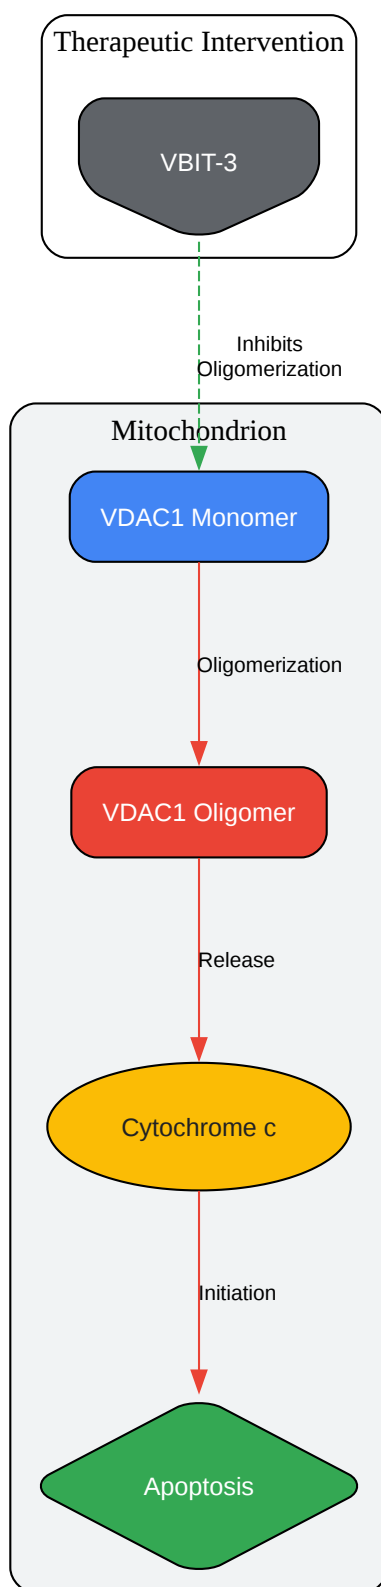 Therapeutic Intervention
VBIT-3
Inhibits
Oligomerization
Mitochondrion
VDAC1 Monomer
Oligomerization
VDAC1 Oligomer
Release
Cytochrome c
Initiation
Apoptosis